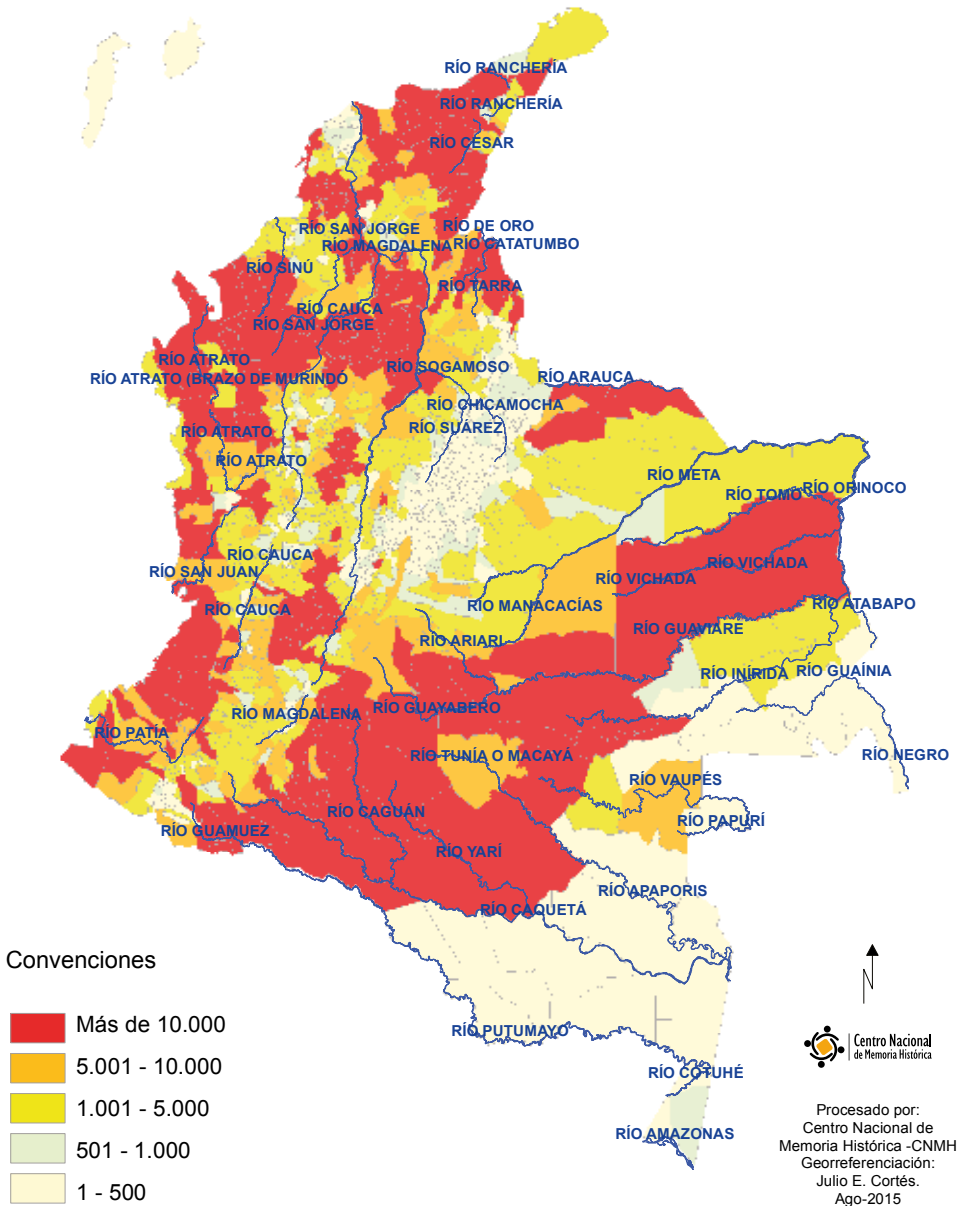 RÍO RANCHERÍA
RÍO RANCHERÍA
RÍO CESAR
RÍO SAN JORGE
RÍO DE ORO
RÍO MAGDALENA
RÍO CATATUMBO
RÍO SINÚ
RÍO TARRA
RÍO CAUCA
RÍO SAN JORGE
RÍO ATRATO
RÍO SOGAMOSO
RÍO ARAUCA
RÍO ATRATO (BRAZO DE MURINDÓ
RÍO CHICAMOCHA
RÍO SUÁREZ
RÍO ATRATO
RÍO ATRATO
RÍO META
RÍO TOMO
RÍO ORINOCO
RÍO CAUCA
RÍO VICHADA
RÍO SAN JUAN
RÍO VICHADA
RÍO CAUCA
RÍO MANACACÍAS
RÍO ATABAPO
RÍO ARIARI
RÍO GUAVIARE
RÍO INÍRIDA
RÍO GUAÍNIA
RÍO MAGDALENA
RÍO GUAYABERO
RÍO PATÍA
RÍO TUNÍA O MACAYÁ
RÍO NEGRO
RÍO VAUPÉS
RÍO CAGUÁN
RÍO PAPURÍ
RÍO GUAMUEZ
RÍO YARÍ
RÍO APAPORIS
RÍO CAQUETÁ
RÍO PUTUMAYO
RÍO COTUHÉ
RÍO AMAZONAS
Convenciones
Más de 10.000
5.001 - 10.000
1.001 - 5.000
501 - 1.000
1 - 500
N
Centro Nacional
de Memoria Histórica
Procesado por:
Centro Nacional de
Memoria Histórica -CNMH
Georreferenciación:
Julio E. Cortés.
Ago-2015